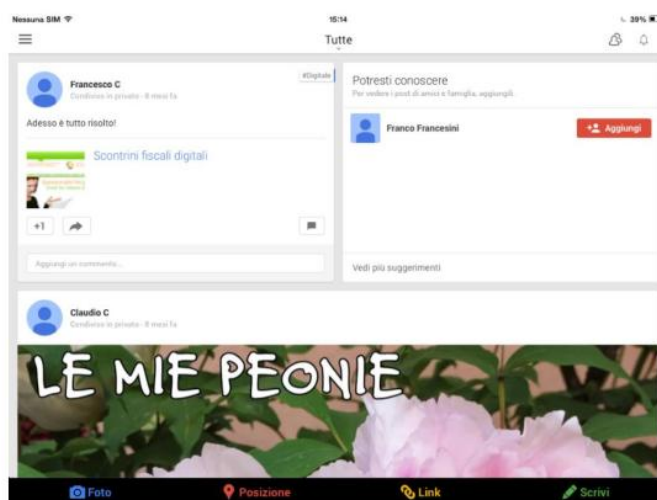 Nessuna SIM
15:14
39%
Tutte
Francesco C
Condiviso in privato - 8 mesi fa
#Digitale
Adesso è tutto risolto!
Scontrini fiscali digitali
+1
Aggiungi un commento...
Potresti conoscere
Per vedere i post di amici e famiglia, aggiungili.
Franco Francesini
Aggiungi
Vedi più suggerimenti
Claudio C
Condiviso in privato - 8 mesi fa
LE MIE PEONIE
Foto
Posizione
Link
Scrivi